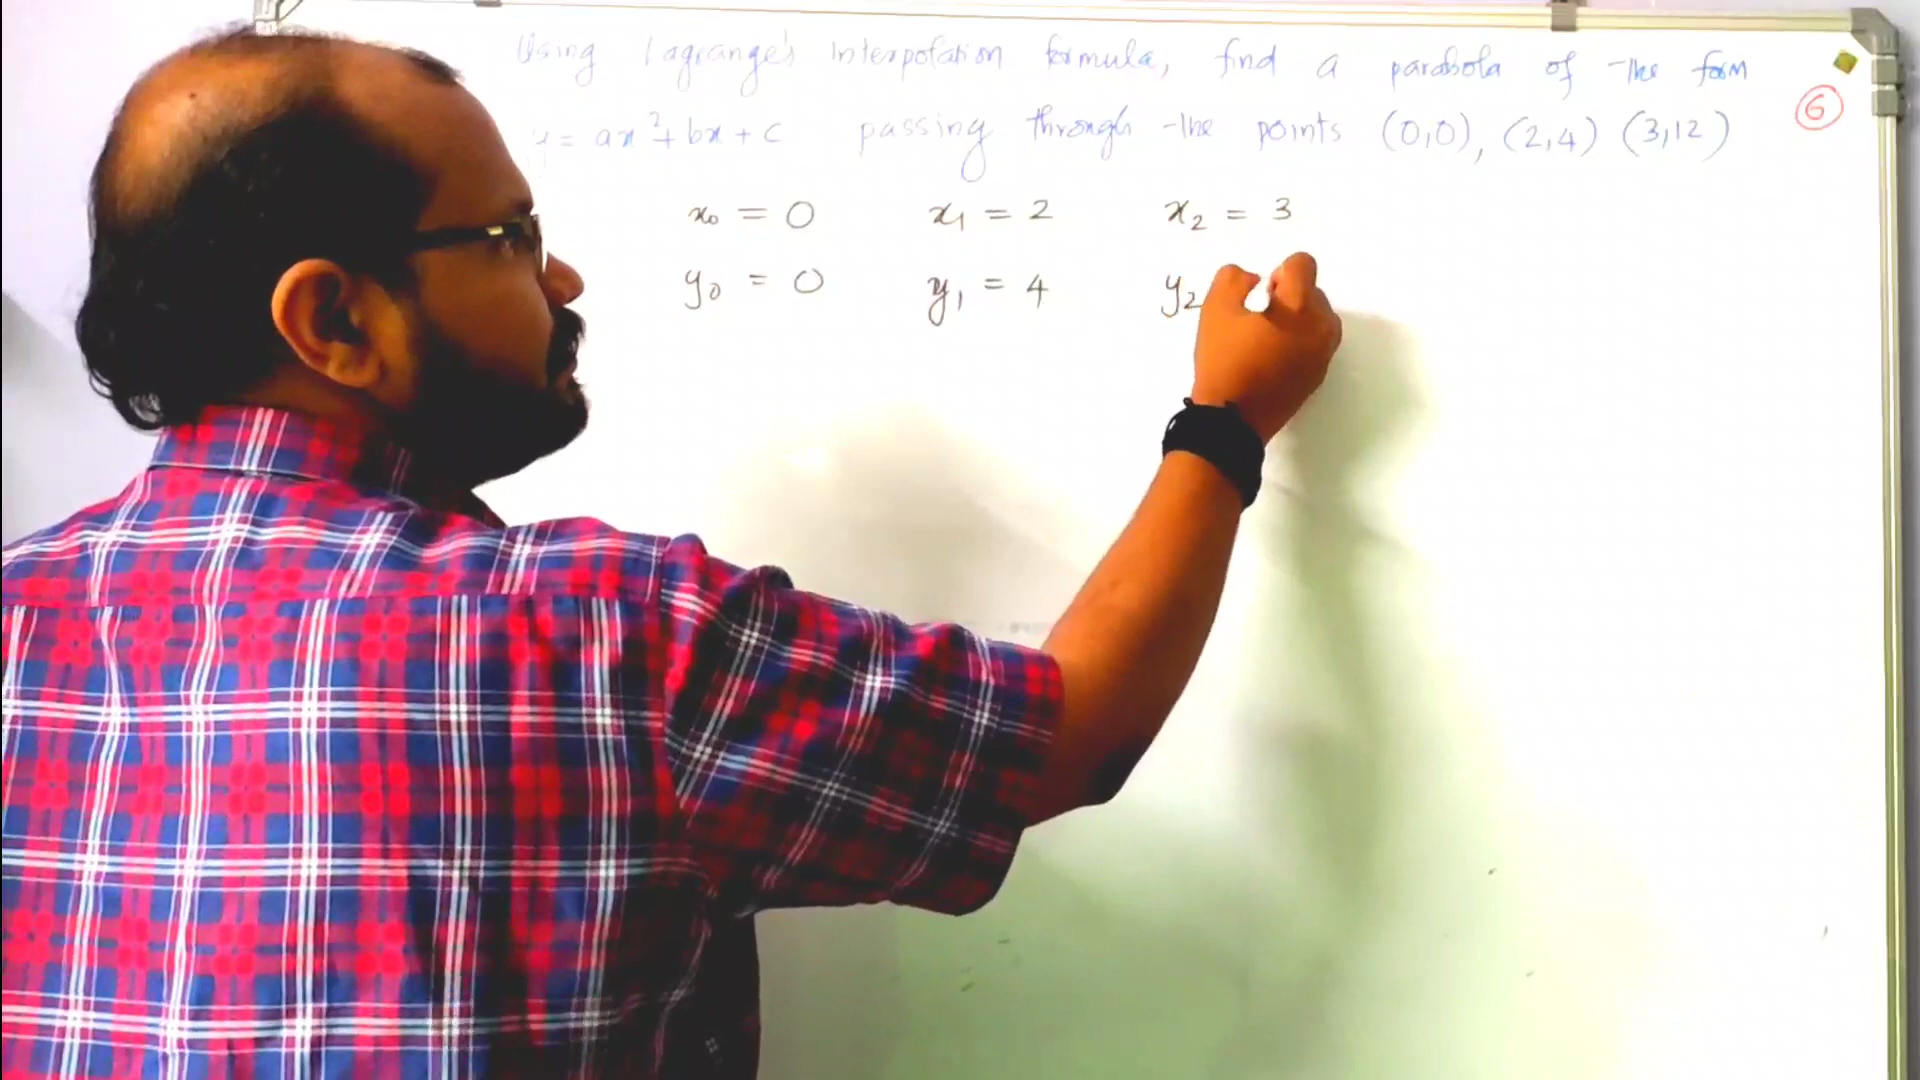 Using Lagrange's Interpolation formula, find a parabola of the form
y = ax² + bx + c passing through the points (0,0), (2,4) (3,12)
6
x₀ = 0 x₁ = 2 x₂ = 3
y₀ = 0 y₁ = 4 y₂